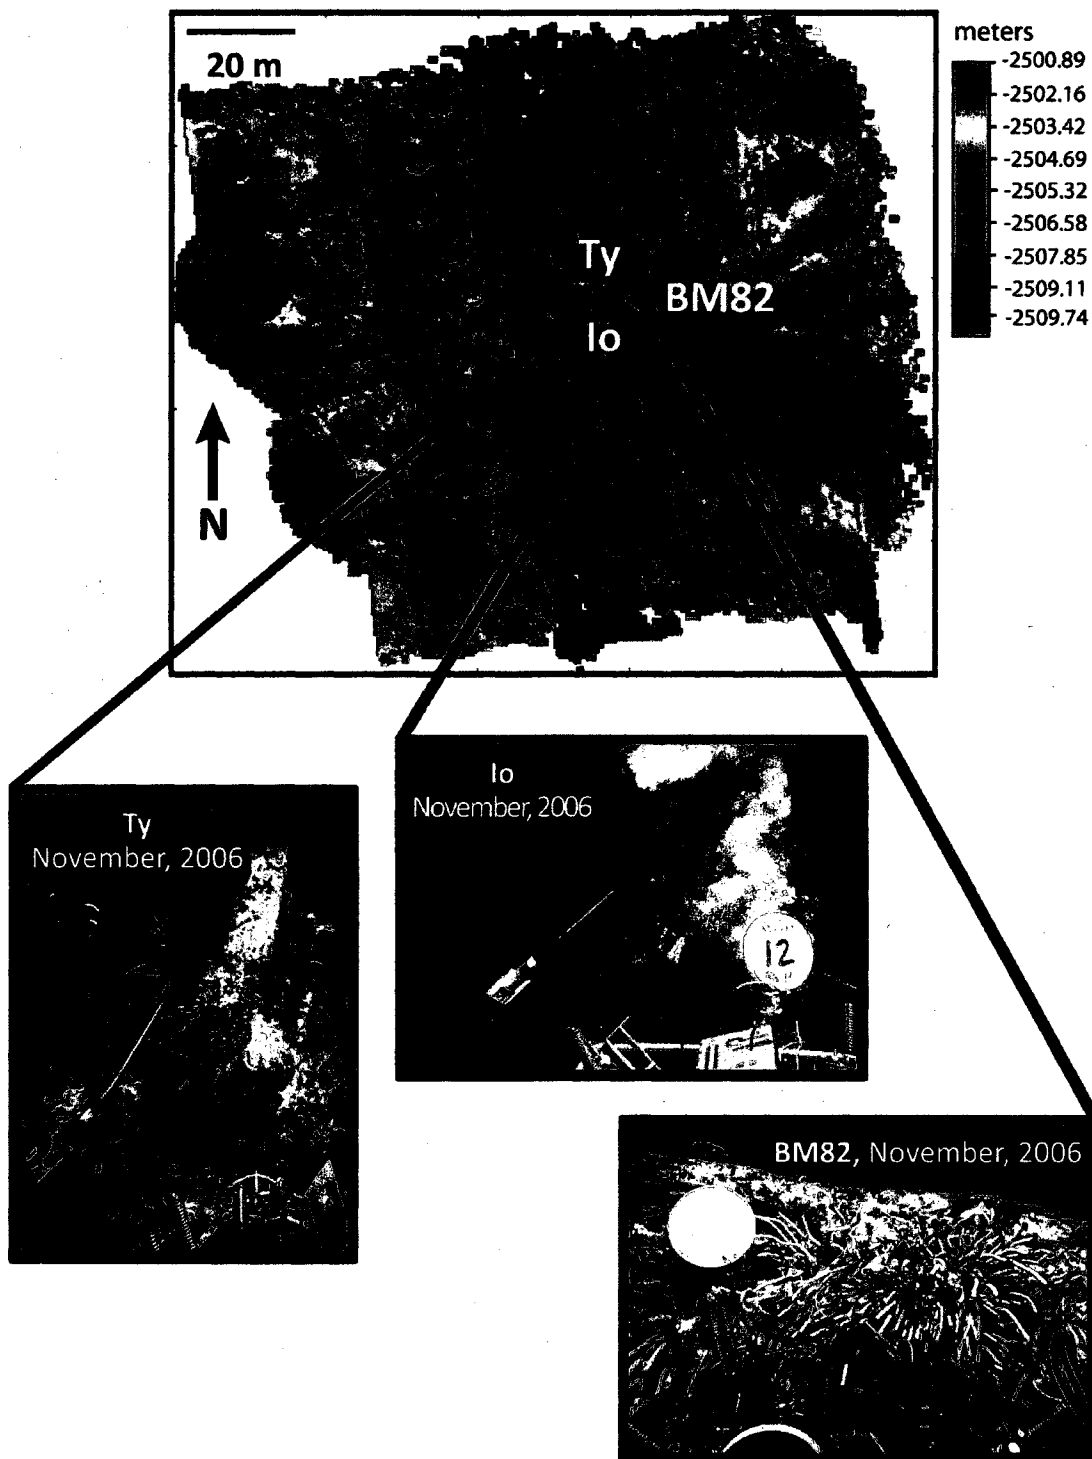 20 m
meters
-2500.89
-2502.16
-2503.42
-2504.69
-2505.32
-2506.58
-2507.85
-2509.11
-2509.74
Ty
BM82
Io
N
Io
November, 2006
Ty
November, 2006
12
BM82, November, 2006